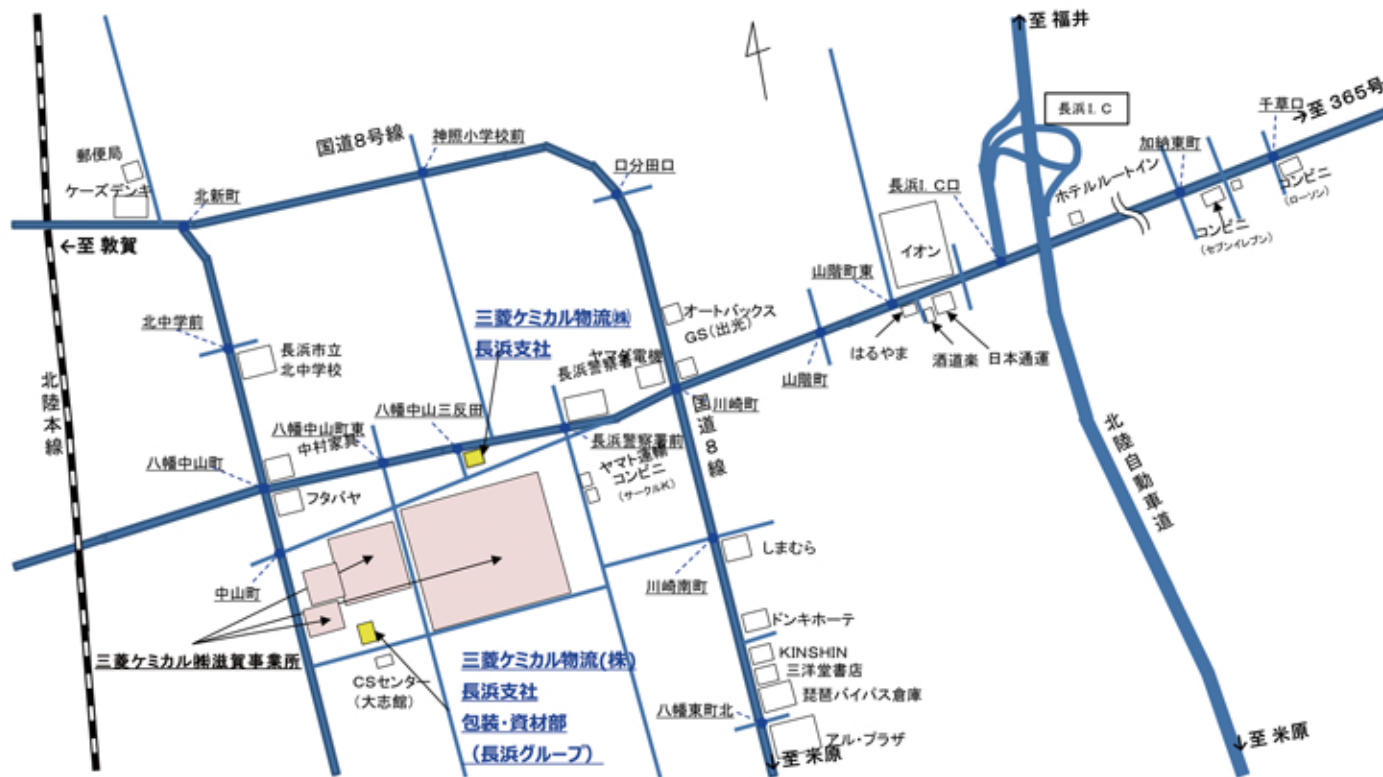 ↑至 福井
長浜I.C
→至 365号
千草口
加納東町
コンビニ
(ローソン)
コンビニ
(セブンイレブン)
ホテルルートイン
長浜I.C口
イオン
山階町東
はるやま
酒道楽
日本通運
山階町
国道8号線
神照小学校前
口分田口
郵便局
ケーズデンキ
北新町
←至 敦賀
北中学前
長浜市立
北中学校
北陸本線
三菱ケミカル物流㈱
長浜支社
オートバックス
GS(出光)
ヤマダ電機
長浜警察署
川崎町
国道8線
八幡中山三反田
八幡中山町東
中村家具
八幡中山町
フタバヤ
長浜警察署前
ヤマト運輸
コンビニ
(サークルK)
北陸自動車道
中山町
しまむら
川崎南町
三菱ケミカル㈱滋賀事業所
CSセンター
(大志館)
三菱ケミカル物流(株)
長浜支社
包装・資材部
(長浜グループ)
ドンキホーテ
KINSHIN
三洋堂書店
琵琶バイパス倉庫
八幡東町北
アル・プラザ
↓至 米原
↓至 米原